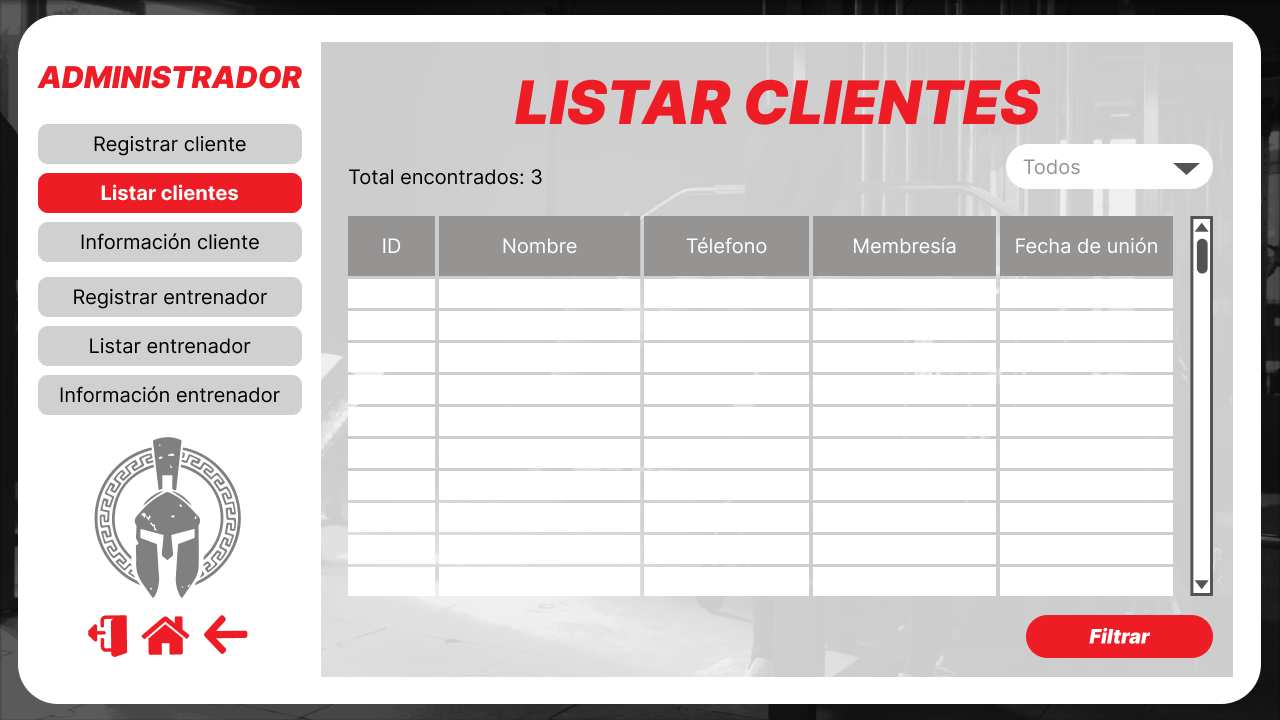 ADMINISTRADOR
Registrar cliente
Listar clientes
Información cliente
Registrar entrenador
Listar entrenador
Información entrenador
LISTAR CLIENTES
Total encontrados: 3
Todos
ID Nombre Télefono Membresía Fecha de unión
Filtrar